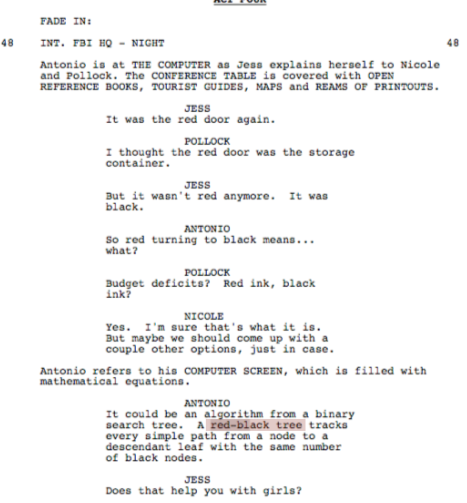 ACT FOUR
FADE IN:
48 INT. FBI HQ - NIGHT 48
Antonio is at THE COMPUTER as Jess explains herself to Nicole
and Pollock. The CONFERENCE TABLE is covered with OPEN
REFERENCE BOOKS, TOURIST GUIDES, MAPS and REAMS OF PRINTOUTS.
JESS
It was the red door again.
POLLOCK
I thought the red door was the storage
container.
JESS
But it wasn't red anymore. It was
black.
ANTONIO
So red turning to black means...
what?
POLLOCK
Budget deficits? Red ink, black
ink?
NICOLE
Yes. I'm sure that's what it is.
But maybe we should come up with a
couple other options, just in case.
Antonio refers to his COMPUTER SCREEN, which is filled with
mathematical equations.
ANTONIO
It could be an algorithm from a binary
search tree. A red-black tree tracks
every simple path from a node to a
descendant leaf with the same number
of black nodes.
JESS
Does that help you with girls?